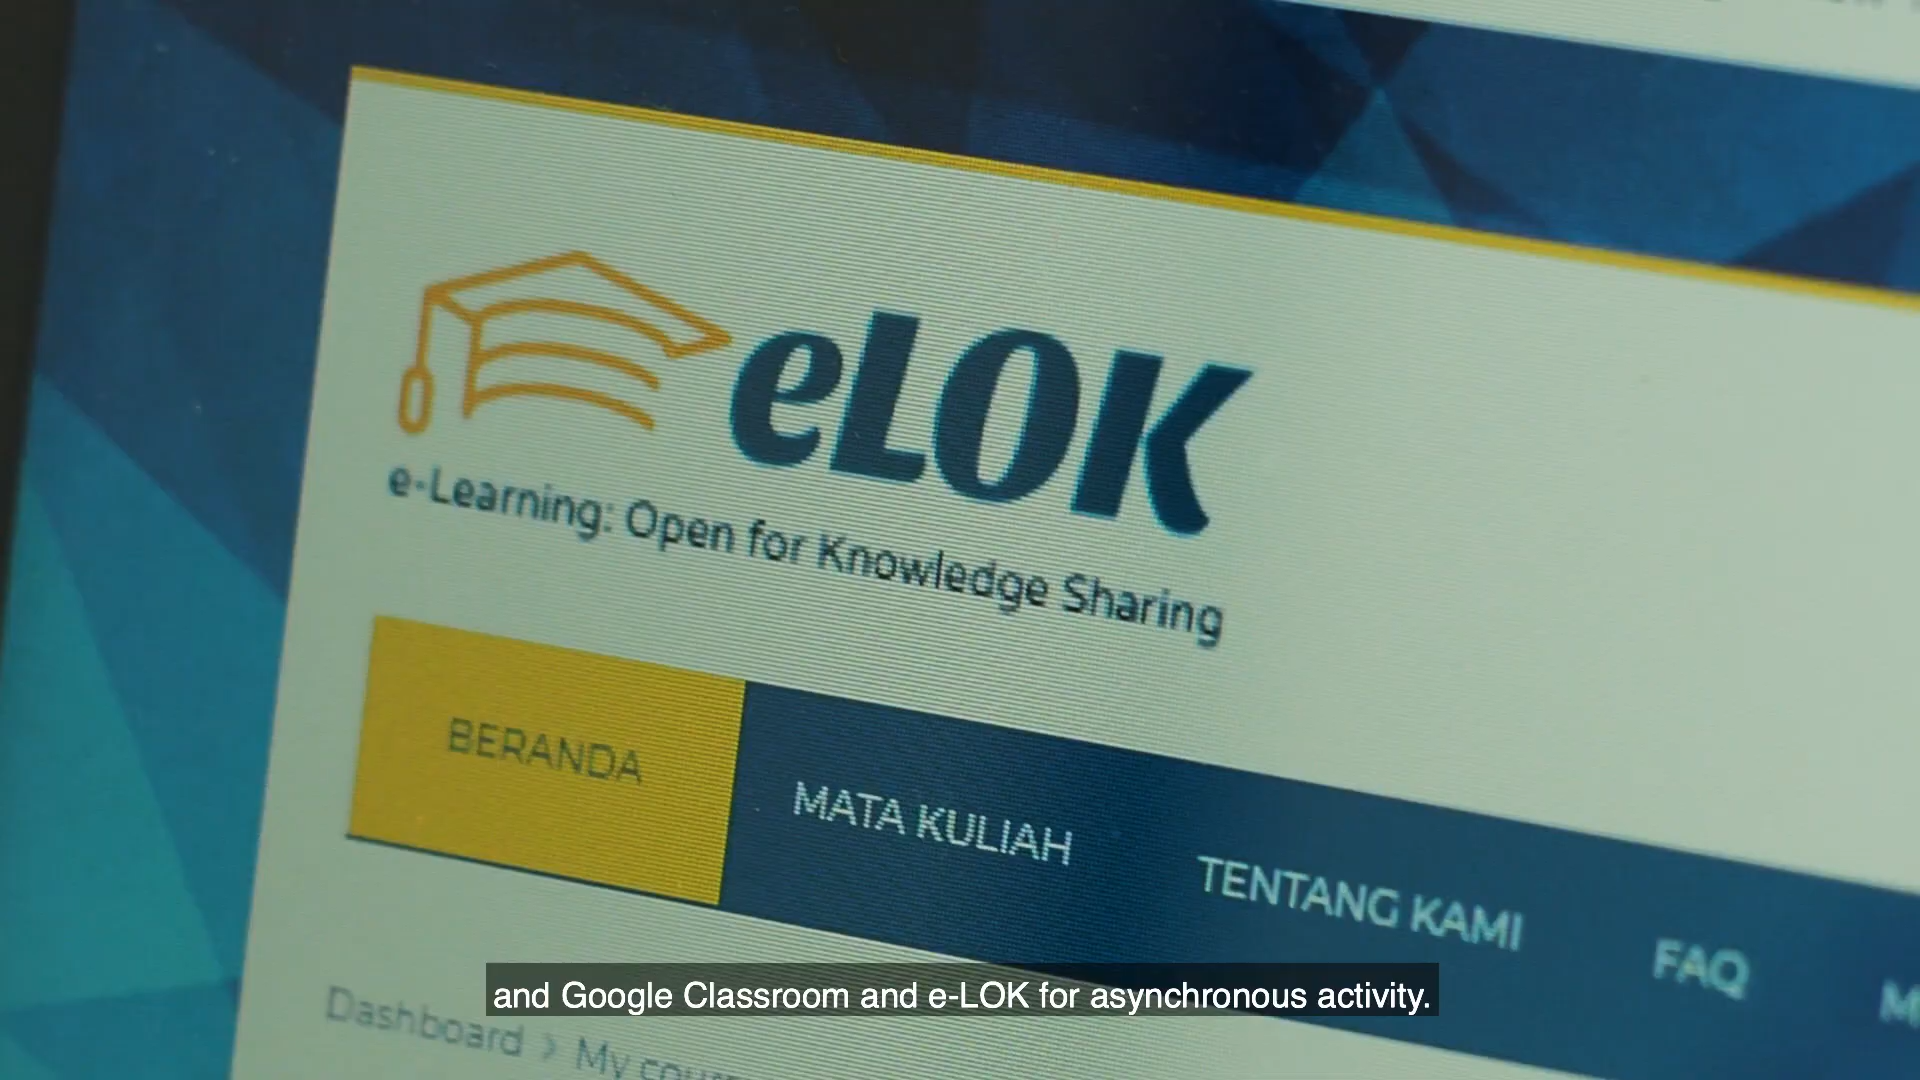 eLOK
e-Learning: Open for Knowledge Sharing
BERANDA
MATA KULIAH
TENTANG KAMI
FAQ
Dashboard > My
and Google Classroom and e-LOK for asynchronous activity.